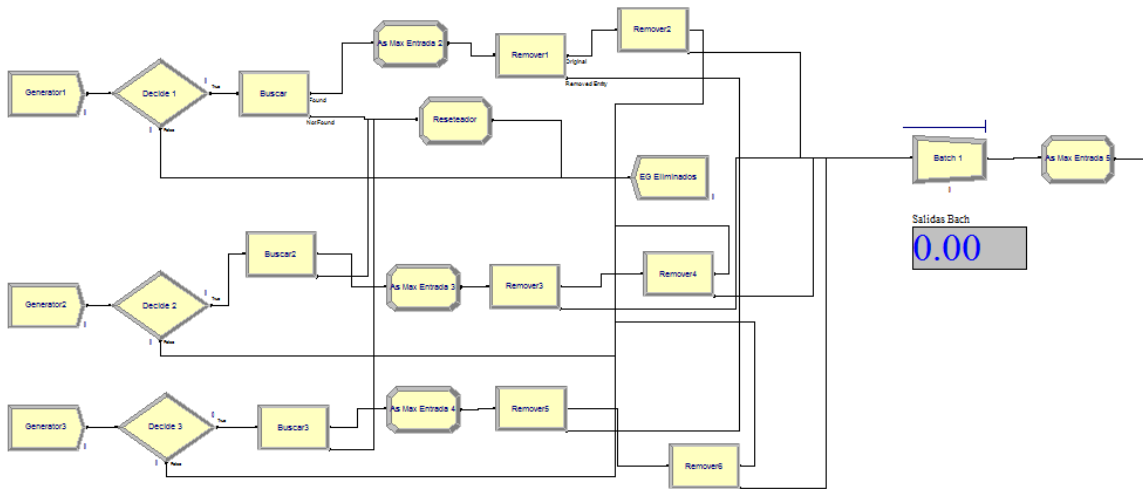 Generator1
Decide 1
True
False
Buscar
Found
Not Found
As Max Entrada 2
Remover1
Original
Removed Entity
Remover2
Reseteador
EG Eliminados
Batch 1
As Max Entrada 5
Salidas Bach
0.00
Generator2
Decide 2
True
False
Buscar2
As Max Entrada 3
Remover3
Remover4
Generator3
Decide 3
True
False
Buscar3
As Max Entrada 4
Remover5
Remover6